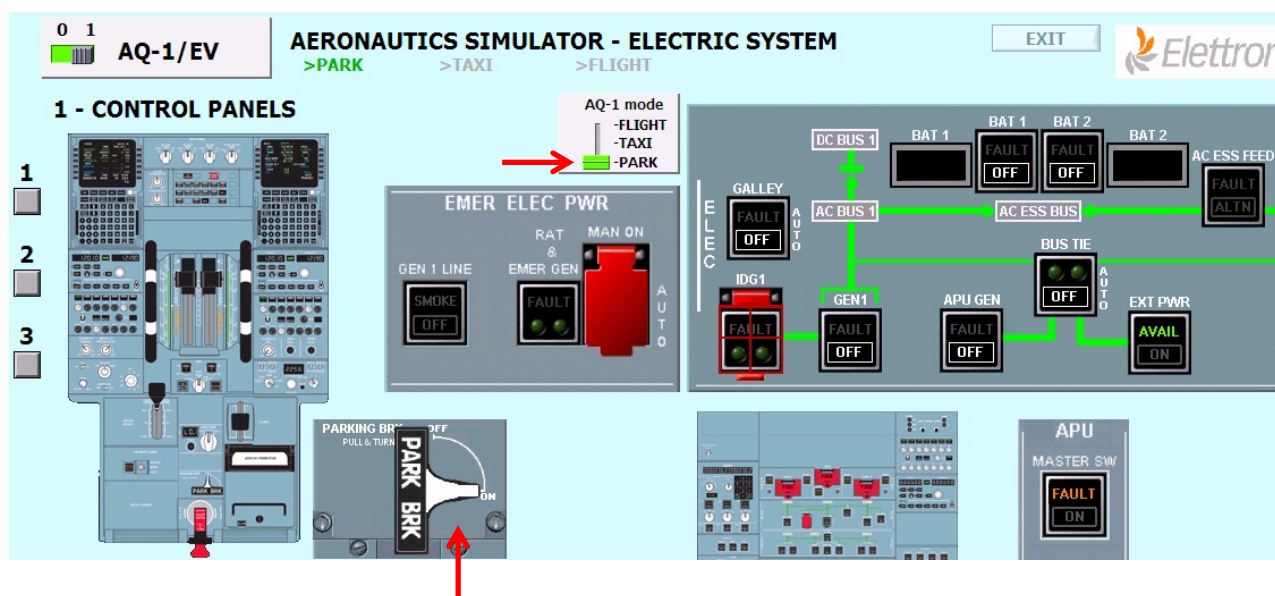 0 1
AQ-1/EV
AERONAUTICS SIMULATOR - ELECTRIC SYSTEM
>PARK >TAXI >FLIGHT
EXIT
Elettror
1 - CONTROL PANELS
AQ-1 mode
-FLIGHT
-TAXI
-PARK
1
2
3
EMER ELEC PWR
GEN 1 LINE
SMOKE
OFF
RAT
&
EMER GEN
FAULT
MAN ON
AUTO
ELEC
GALLEY
FAULT
OFF
AUTO
DC BUS 1
BAT 1
BAT 1
FAULT
OFF
BAT 2
FAULT
OFF
BAT 2
AC ESS FEED
FAULT
ALTN
AC BUS 1
AC ESS BUS
IDG1
FAULT
GEN1
FAULT
OFF
APU GEN
FAULT
OFF
BUS TIE
OFF
AUTO
EXT PWR
AVAIL
ON
PARKING BRK
PULL & TURN
OFF
ON
PARK BRK
PARK BRK
APU
MASTER SW
FAULT
ON